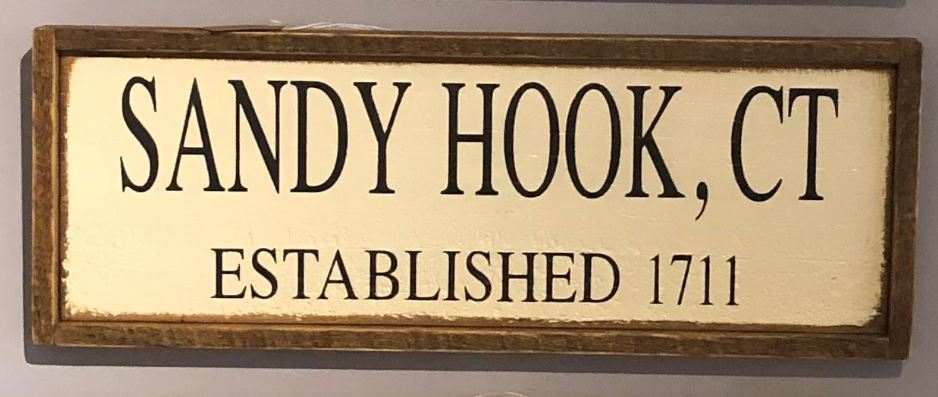 SANDY HOOK, CT
ESTABLISHED 1711